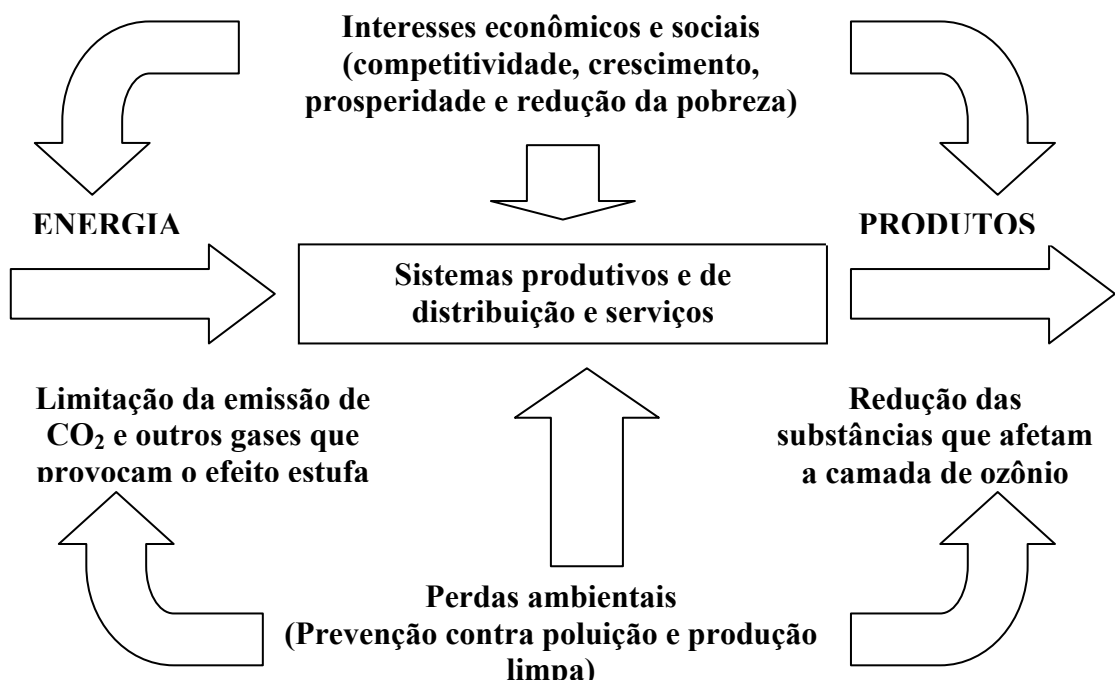 Interesses econômicos e sociais
(competitividade, crescimento,
prosperidade e redução da pobreza)
ENERGIA
PRODUTOS
Sistemas produtivos e de
distribuição e serviços
Limitação da emissão de
CO₂ e outros gases que
provocam o efeito estufa
Redução das
substâncias que afetam
a camada de ozônio
Perdas ambientais
(Prevenção contra poluição e produção
limpa)